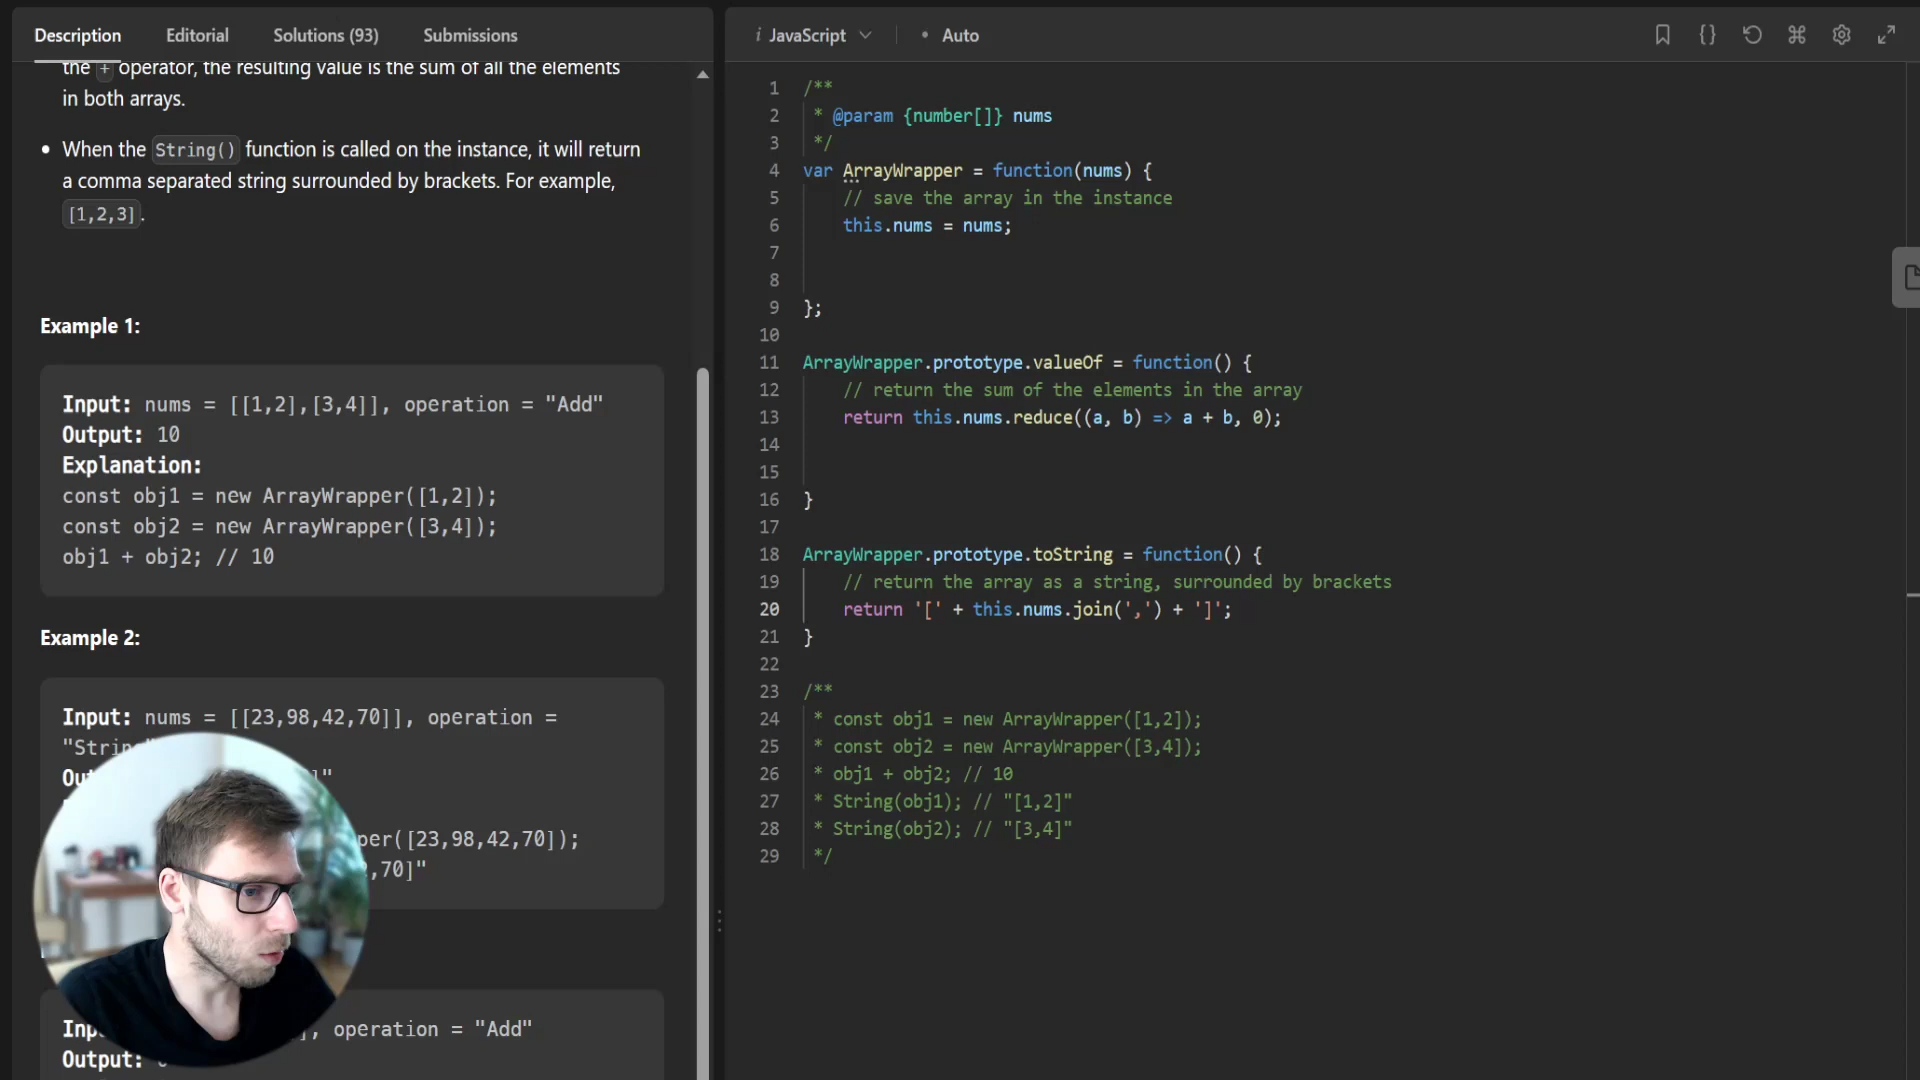 Description
Editorial
Solutions (93)
Submissions
the + operator, the resulting value is the sum of all the elements
in both arrays.
• When the String() function is called on the instance, it will return
a comma separated string surrounded by brackets. For example,
[1,2,3].
Example 1:
Input: nums = [[1,2],[3,4]], operation = "Add"
Output: 10
Explanation:
const obj1 = new ArrayWrapper([1,2]);
const obj2 = new ArrayWrapper([3,4]);
obj1 + obj2; // 10
Example 2:
Input: nums = [[23,98,42,70]], operation =
"String"
]"
per([23,98,42,70]);
,70]"
, operation = "Add"
Output:
i JavaScript
• Auto
1 /**
2 * @param {number[]} nums
3 */
4 var ArrayWrapper = function(nums) {
5 // save the array in the instance
6 this.nums = nums;
7
8
9 };
10
11 ArrayWrapper.prototype.valueOf = function() {
12 // return the sum of the elements in the array
13 return this.nums.reduce((a, b) => a + b, 0);
14
15
16 }
17
18 ArrayWrapper.prototype.toString = function() {
19 // return the array as a string, surrounded by brackets
20 return '[' + this.nums.join(',') + ']';
21 }
22
23 /**
24 * const obj1 = new ArrayWrapper([1,2]);
25 * const obj2 = new ArrayWrapper([3,4]);
26 * obj1 + obj2; // 10
27 * String(obj1); // "[1,2]"
28 * String(obj2); // "[3,4]"
29 */